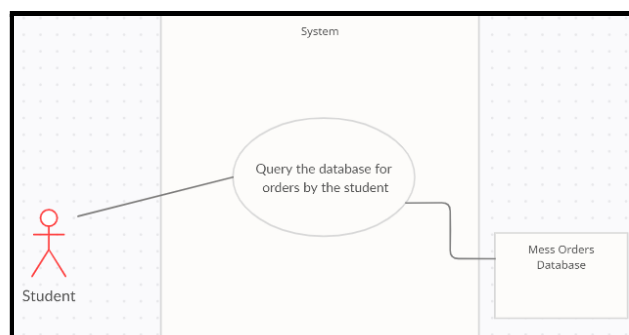 System
Query the database for
orders by the student
Mess Orders
Database
Student